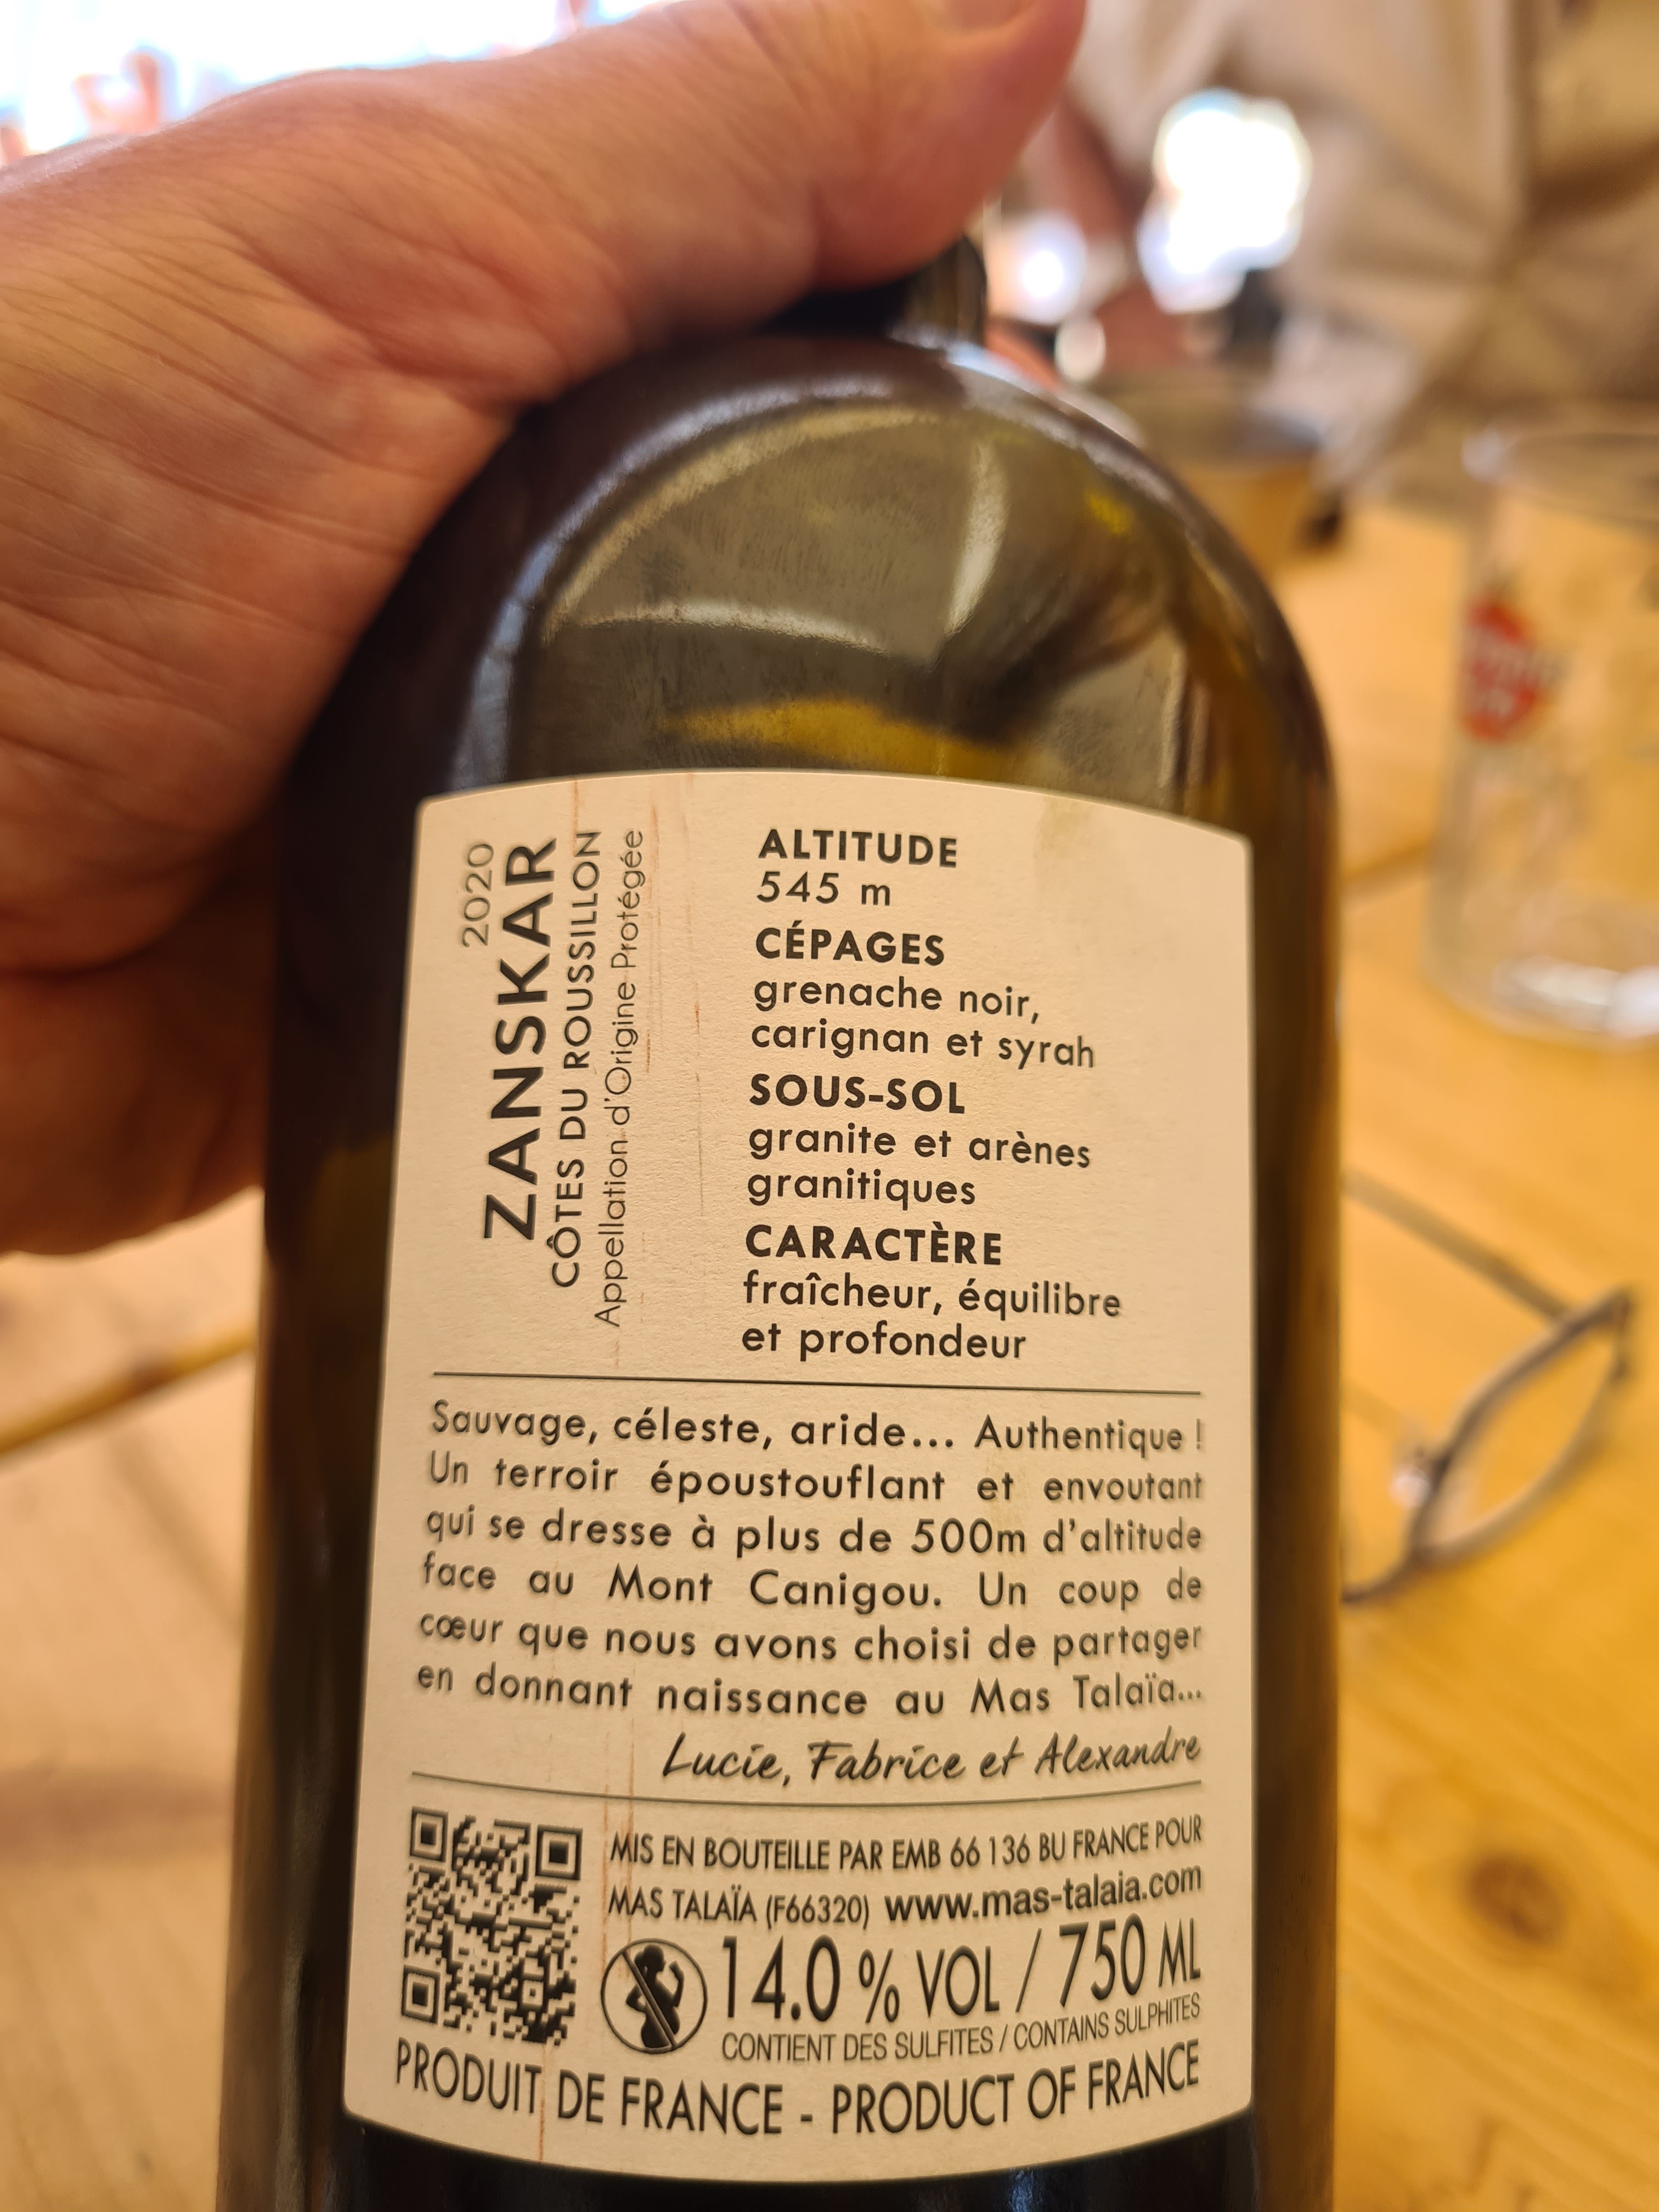 2020
ZANSKAR
CÔTES DU ROUSSILLON
Appellation d'Origine Protégée
ALTITUDE
545 m
CÉPAGES
grenache noir,
carignan et syrah
SOUS-SOL
granite et arènes
granitiques
CARACTÈRE
fraîcheur, équilibre
et profondeur
Sauvage, céleste, aride... Authentique !
Un terroir époustouflant et envoutant
qui se dresse à plus de 500m d'altitude
face au Mont Canigou. Un coup de
cœur que nous avons choisi de partager
en donnant naissance au Mas Talaïa...
Lucie, Fabrice et Alexandre
MIS EN BOUTEILLE PAR EMB 66 136 BU FRANCE POUR
MAS TALAÏA (F66320) www.mas-talaia.com
14.0 % VOL / 750 ML
CONTIENT DES SULFITES / CONTAINS SULPHITES
PRODUIT DE FRANCE - PRODUCT OF FRANCE